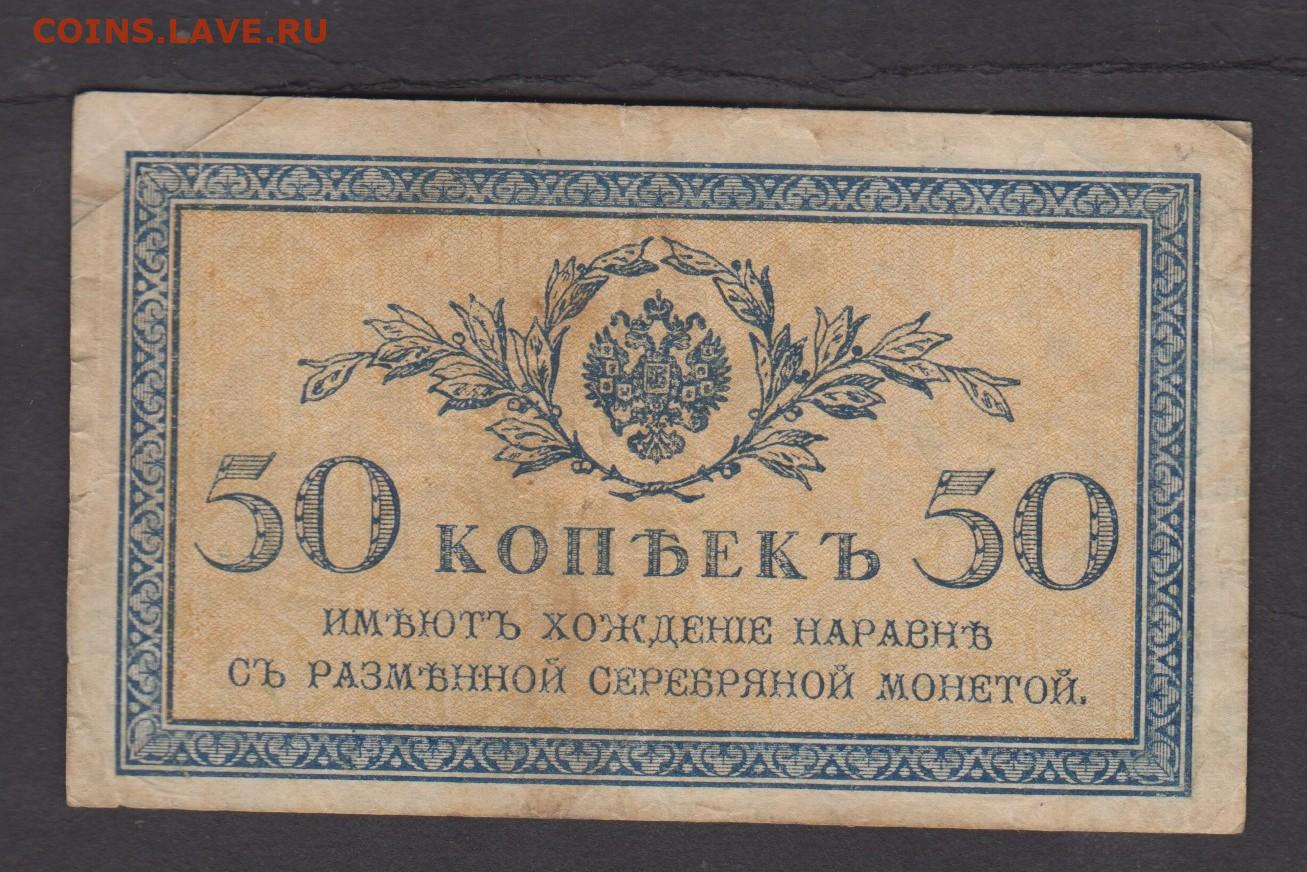 COINS.LAVE.RU
50 КОПѢЕКЪ 50
ИМѢЮТЪ ХОЖДЕНІЕ НАРАВНѢ
СЪ РАЗМѢННОЙ СЕРЕБРЯНОЙ МОНЕТОЙ.